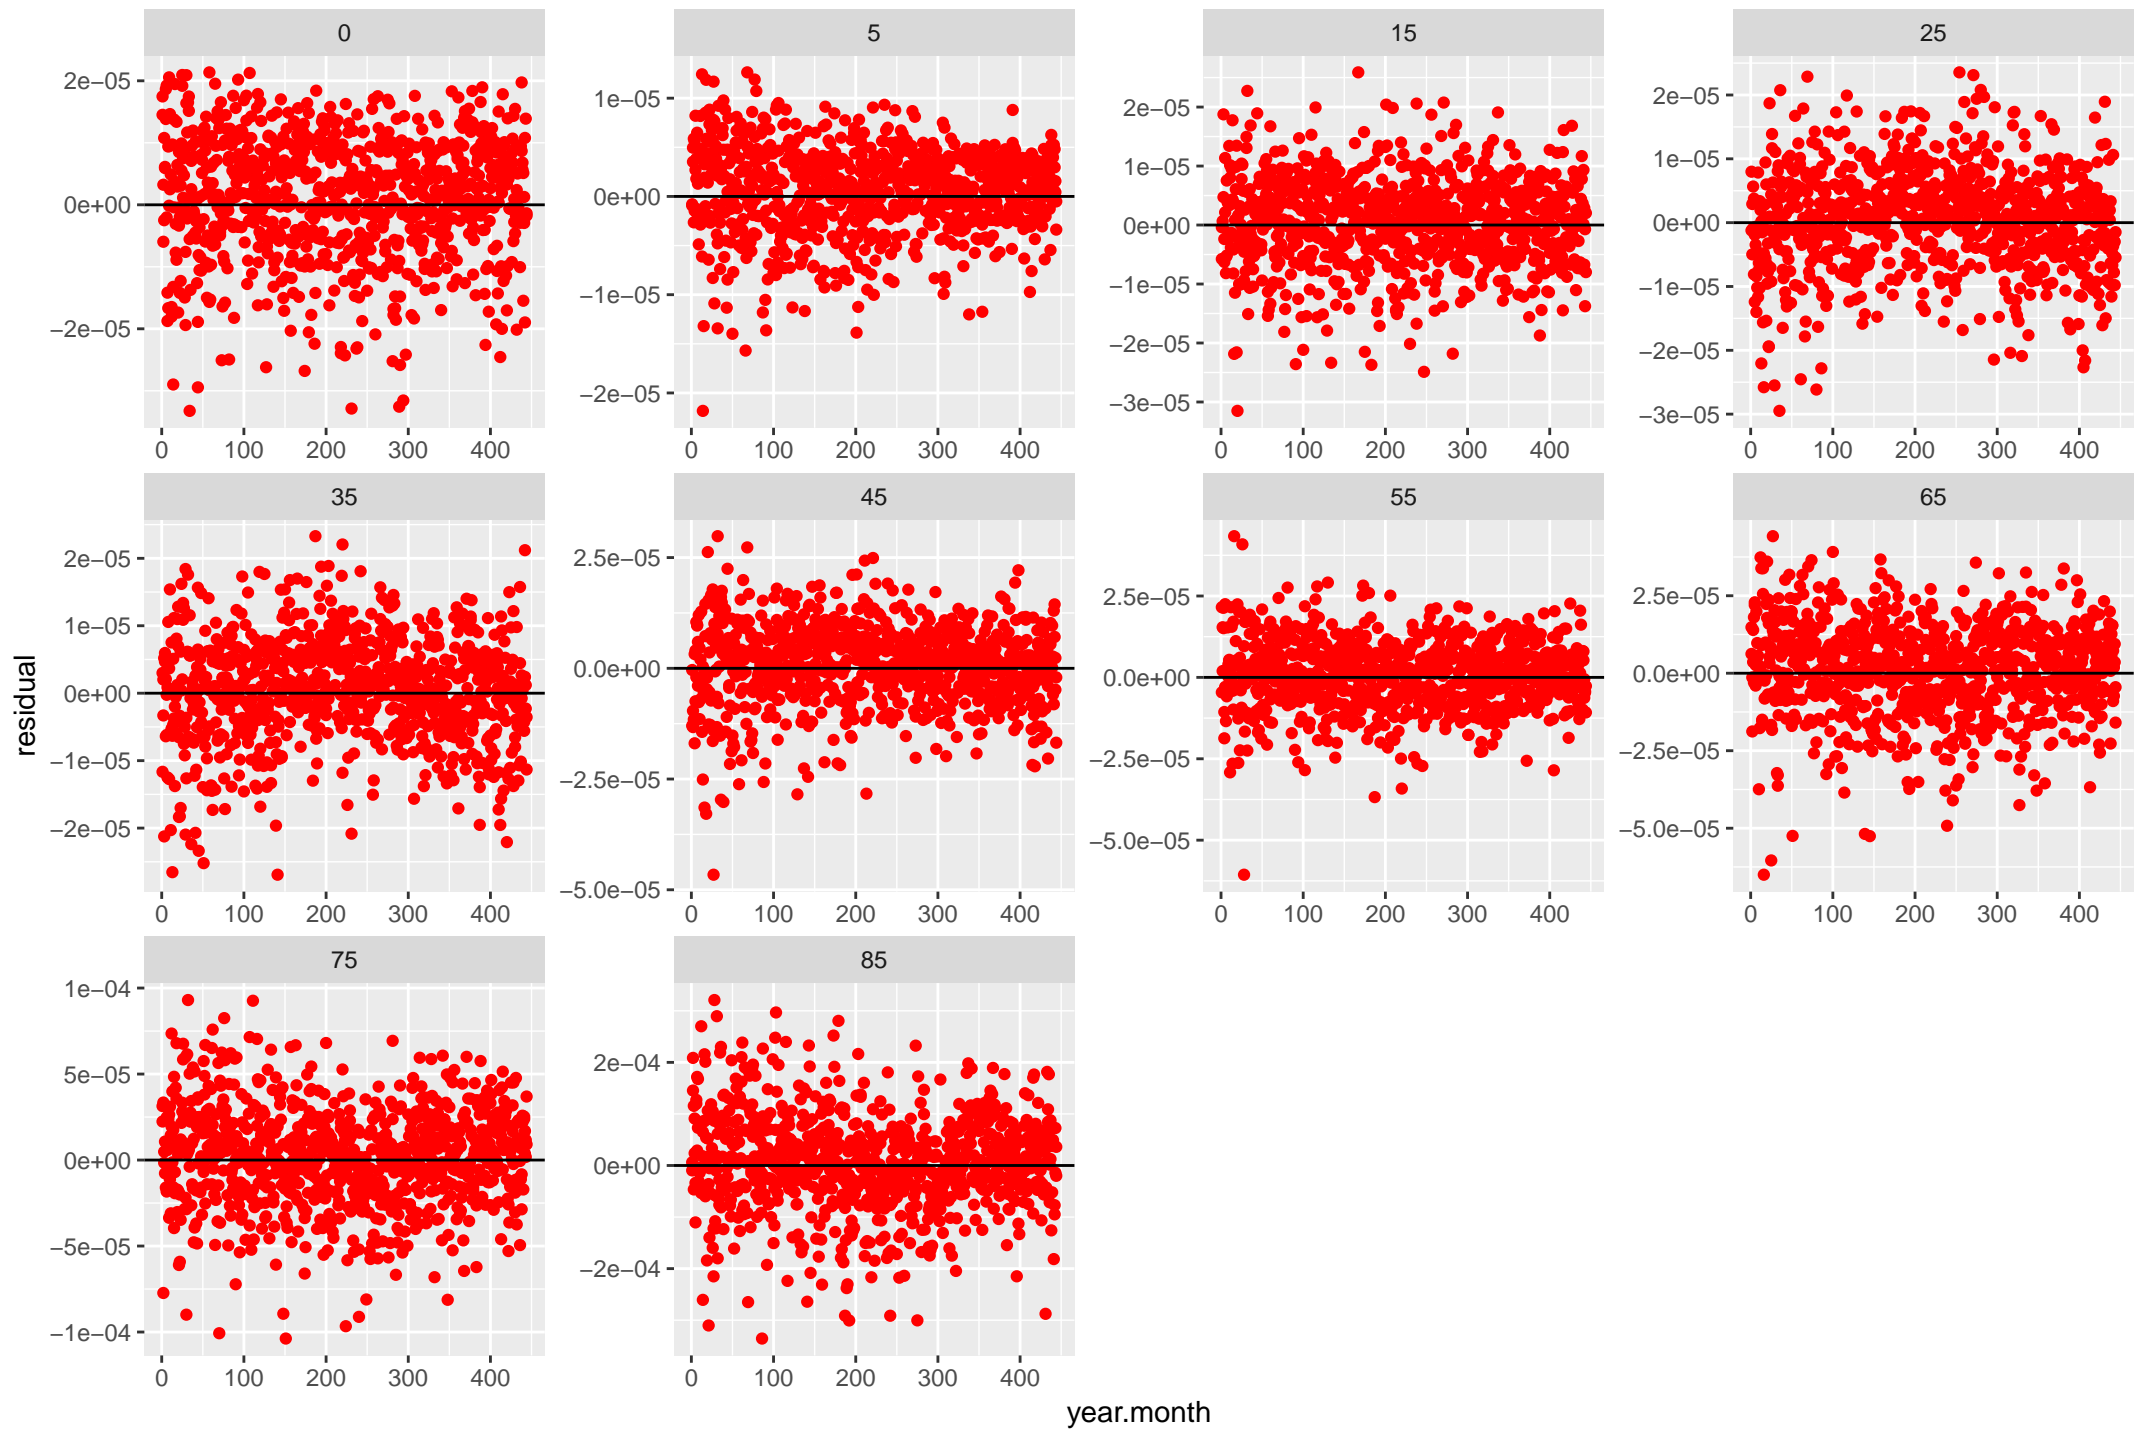 0 5 15 25
2e−05 1e−05 2e−05 2e−05
1e−05 1e−05
0e+00 0e+00 0e+00 0e+00
−1e−05 −1e−05 −1e−05
−2e−05 −2e−05 −2e−05 −2e−05
−3e−05 −3e−05
0 100 200 300 400 0 100 200 300 400 0 100 200 300 400 0 100 200 300 400
35 45 55 65
2e−05 2.5e−05 2.5e−05 2.5e−05
1e−05
0e+00 0.0e+00 0.0e+00 0.0e+00
−1e−05 −2.5e−05 −2.5e−05 −2.5e−05
−2e−05 −5.0e−05 −5.0e−05 −5.0e−05
0 100 200 300 400 0 100 200 300 400 0 100 200 300 400 0 100 200 300 400
75 85
1e−04 2e−04
5e−05
0e+00 0e+00
−5e−05 −2e−04
−1e−04
0 100 200 300 400 0 100 200 300 400
residual
year.month